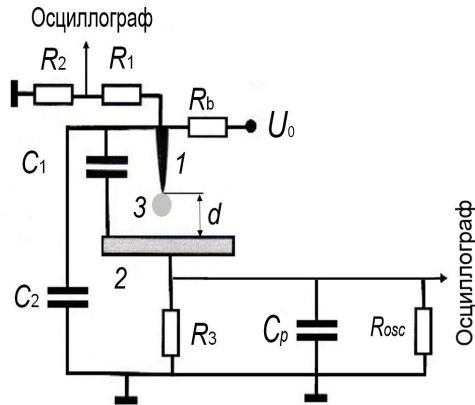 Осциллограф
R2 R1
Rb
U0
C1
1
3
d
2
C2
R3
Cp
Rosc
Осциллограф